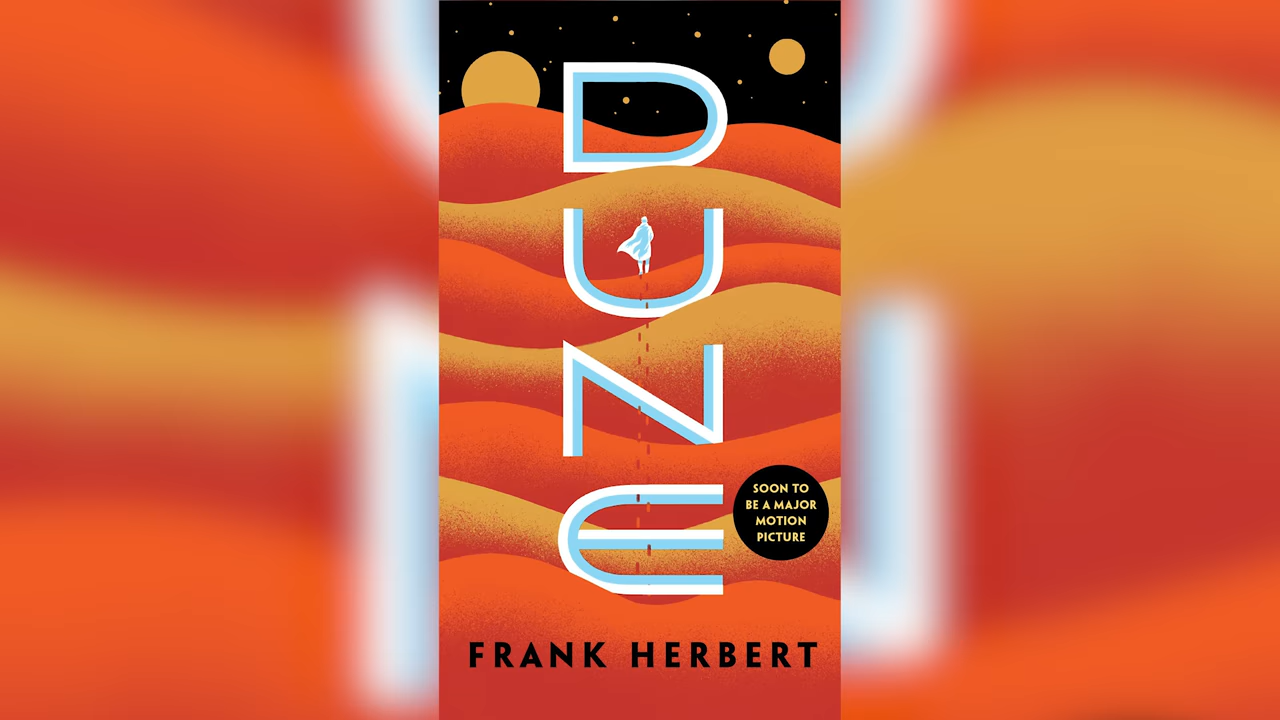 DUNE
SOON TO
BE A MAJOR
MOTION
PICTURE
FRANK HERBERT